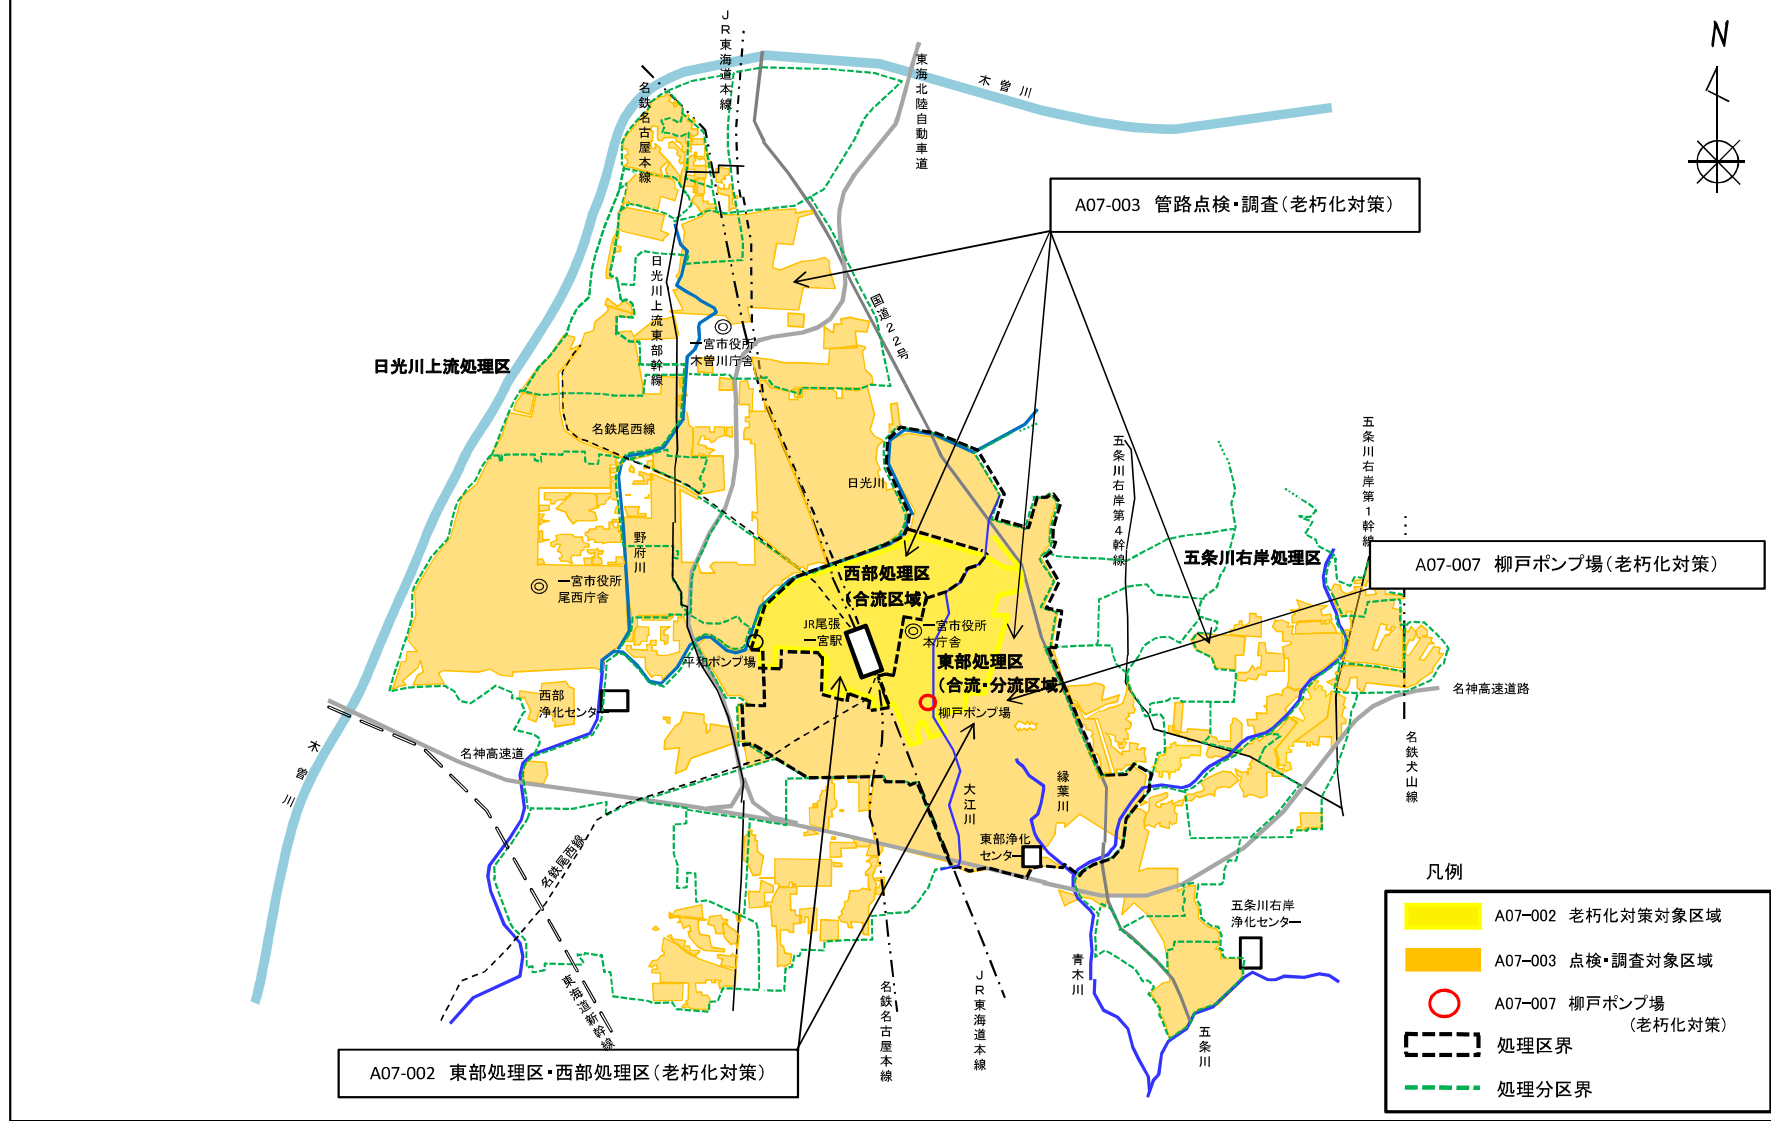 JR東海道本線
名鉄名古屋本線
東海北陸自動車道
木曽川
N
A07-003 管路点検・調査(老朽化対策)
日光川上流東部幹線
国道22号
一宮市役所
木曽川庁舎
日光川上流処理区
名鉄尾西線
日光川
五条川右岸第4幹線
五条川右岸第1幹線
野府川
五条川右岸処理区
A07-007 柳戸ポンプ場(老朽化対策)
西部処理区
(合流区域)
一宮市役所
尾西庁舎
JR尾張
一宮駅
一宮市役所
本庁舎
平和ポンプ場
東部処理区
(合流・分流区域)
西部
浄化センター
柳戸ポンプ場
名神高速道路
名鉄犬山線
木曽川
名神高速道
大江川
緑葉川
東部浄化
センター
名鉄尾西線
東海道新幹線
名鉄名古屋本線
JR東海道本線
青木川
五条川
五条川右岸
浄化センター
A07-002 東部処理区・西部処理区(老朽化対策)
凡例
A07-002 老朽化対策対象区域
A07-003 点検・調査対象区域
A07-007 柳戸ポンプ場
(老朽化対策)
処理区界
処理分区界